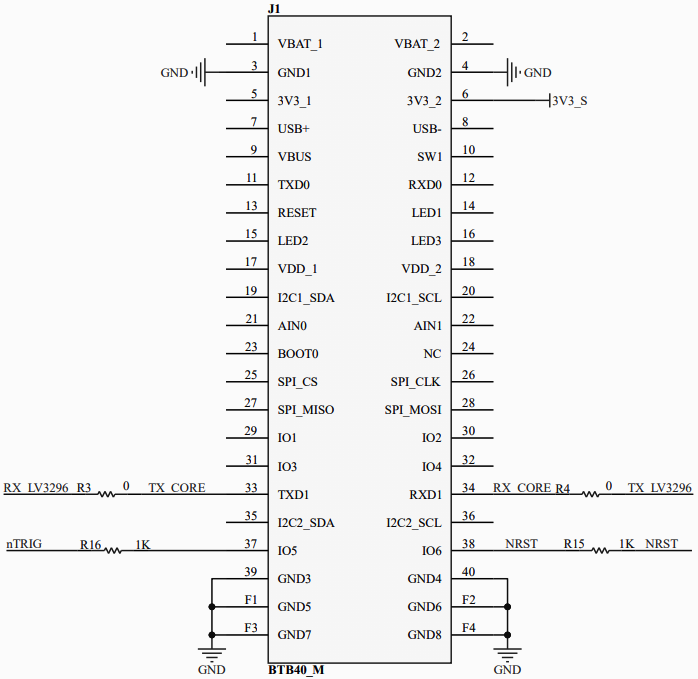 J1
1 VBAT_1 VBAT_2 2
GND 3 GND1 GND2 4 GND
5 3V3_1 3V3_2 6 3V3_S
7 USB+ USB- 8
9 VBUS SW1 10
11 TXD0 RXD0 12
13 RESET LED1 14
15 LED2 LED3 16
17 VDD_1 VDD_2 18
19 I2C1_SDA I2C1_SCL 20
21 AIN0 AIN1 22
23 BOOT0 NC 24
25 SPI_CS SPI_CLK 26
27 SPI_MISO SPI_MOSI 28
29 IO1 IO2 30
31 IO3 IO4 32
RX_LV3296 R3 0 TX_CORE 33 TXD1 RXD1 34 RX_CORE R4 0 TX_LV3296
35 I2C2_SDA I2C2_SCL 36
nTRIG R16 1K 37 IO5 IO6 38 NRST R15 1K NRST
39 GND3 GND4 40
F1 GND5 GND6 F2
F3 GND7 GND8 F4
GND BTB40_M GND